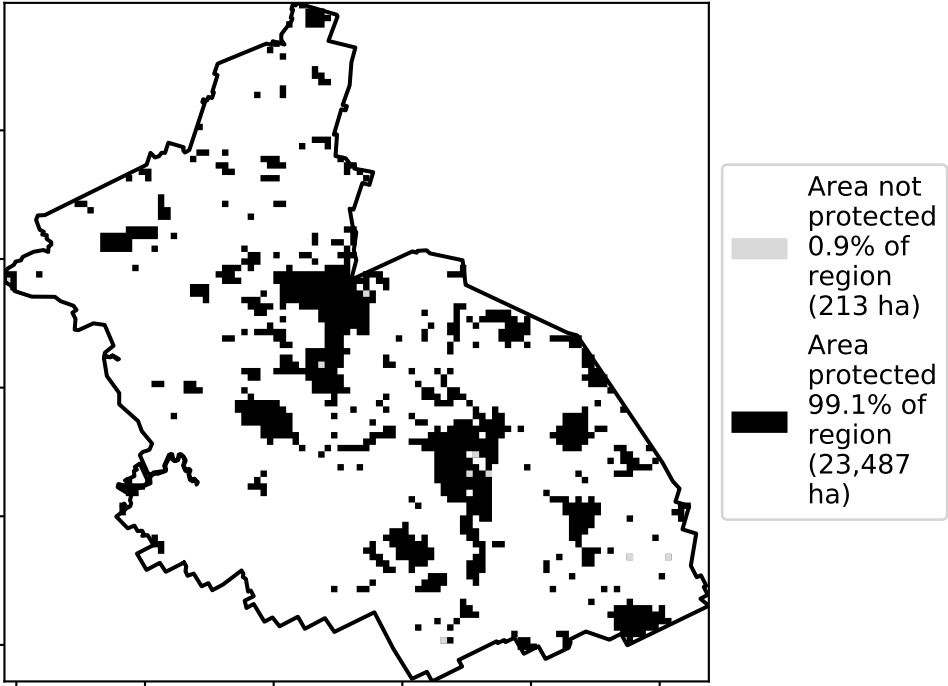 Area not
protected
0.9% of
region
(213 ha)
Area
protected
99.1% of
region
(23,487
ha)